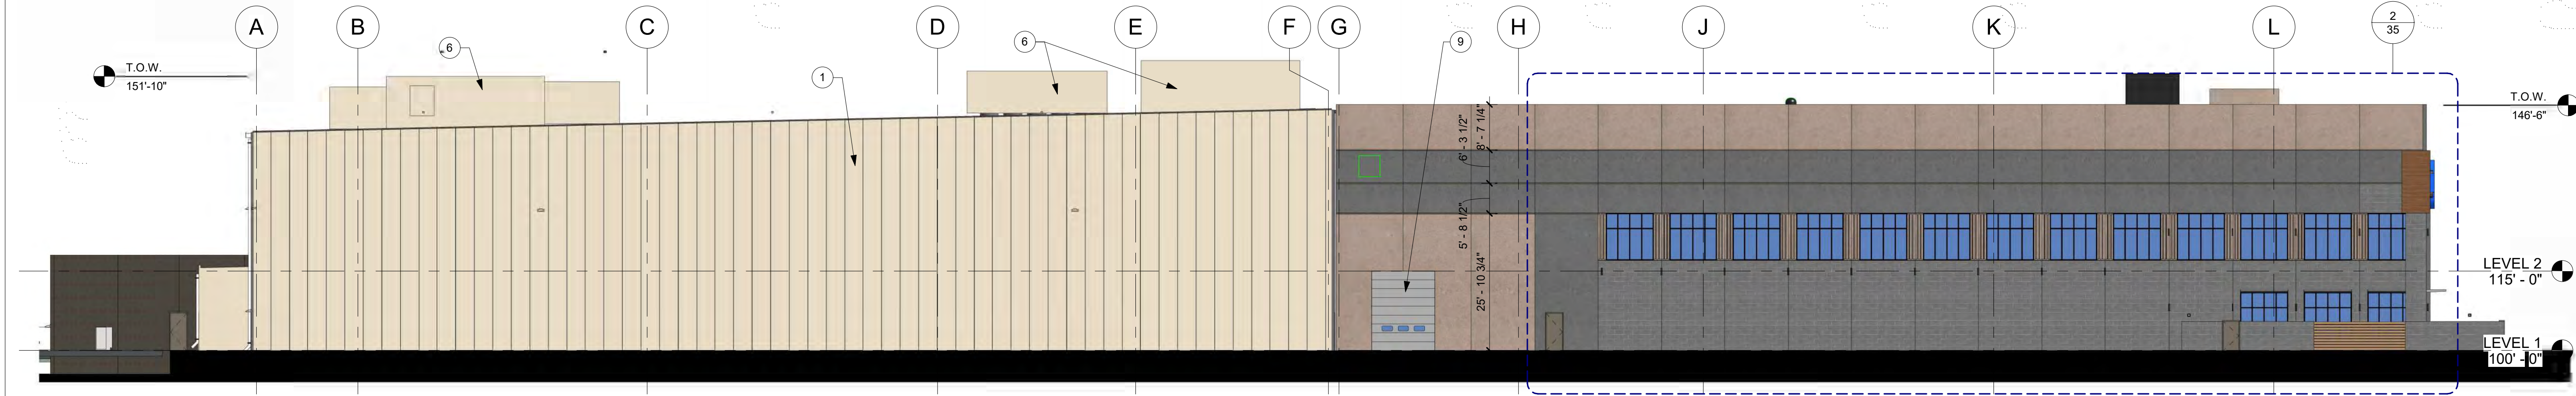 A
B
C
D
E
F
G
H
J
K
L
2
35
6
6
9
1
T.O.W.
151'-10"
T.O.W.
146'-6"
8' - 7 1/4"
6' - 3 1/2"
5' - 8 1/2"
25' - 10 3/4"
LEVEL 2
115' - 0"
LEVEL 1
100' - 0"